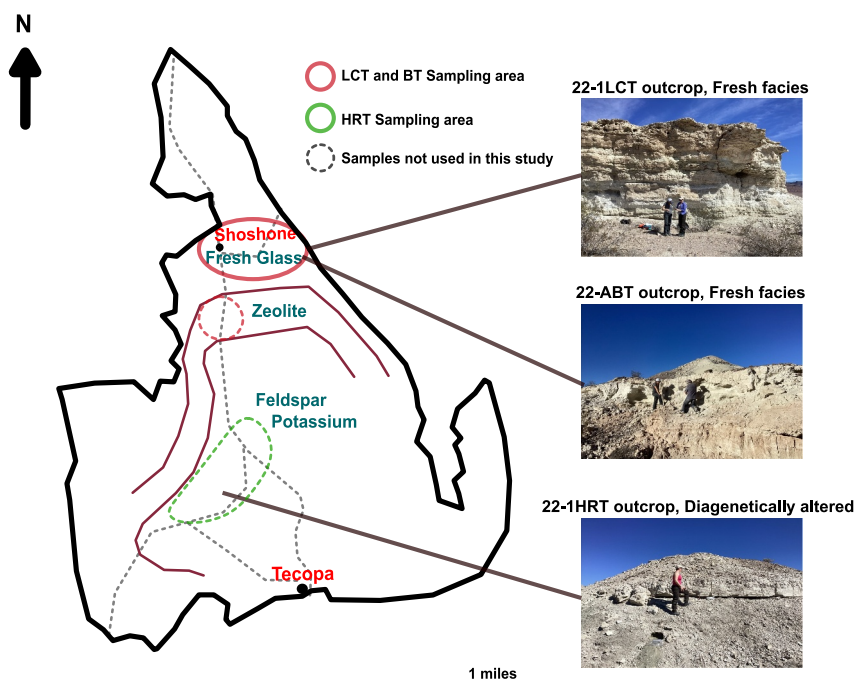 N
LCT and BT Sampling area
HRT Sampling area
Samples not used in this study
22-1LCT outcrop, Fresh facies
Shoshone
Fresh Glass
22-ABT outcrop, Fresh facies
Zeolite
Feldspar
Potassium
22-1HRT outcrop, Diagenetically altered
Tecopa
1 miles